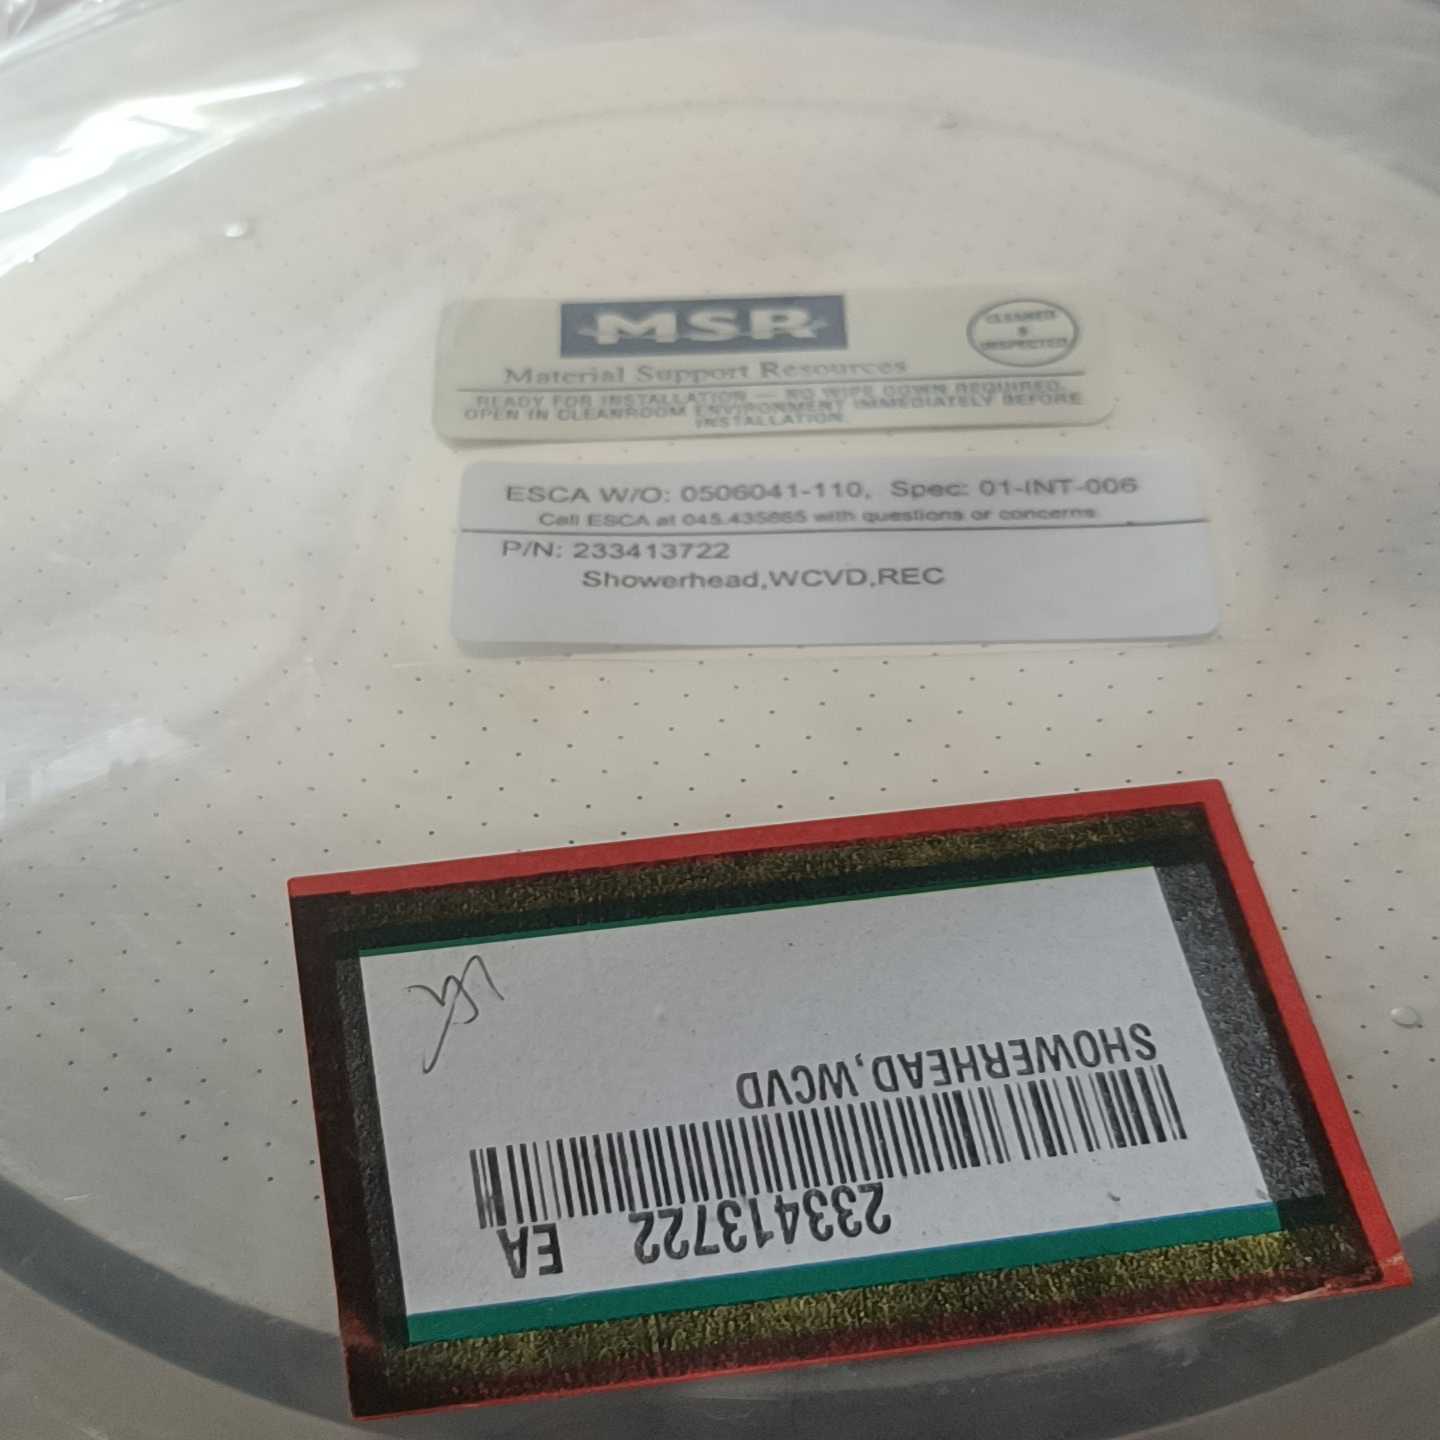 MSR
CLEANED
&
INSPECTED
Material Support Resources
READY FOR INSTALLATION — NO WIPE DOWN REQUIRED.
OPEN IN CLEANROOM ENVIRONMENT IMMEDIATELY BEFORE
INSTALLATION.
ESCA W/O: 0506041-110, Spec: 01-INT-006
Call ESCA at 045.435665 with questions or concerns
P/N: 233413722
Showerhead,WCVD,REC
233413722 EA
SHOWERHEAD,WCVD